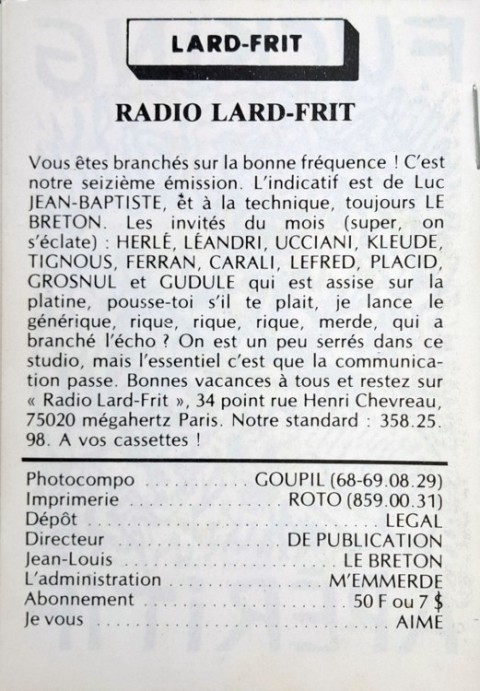 LARD-FRIT
RADIO LARD-FRIT
Vous êtes branchés sur la bonne fréquence ! C'est
notre seizième émission. L'indicatif est de Luc
JEAN-BAPTISTE, et à la technique, toujours LE
BRETON. Les invités du mois (super, on
s'éclate) : HERLÉ, LÉANDRI, UCCIANI, KLEUDE,
TIGNOUS, FERRAN, CARALI, LEFRED, PLACID,
GROSNUL et GUDULE qui est assise sur la
platine, pousse-toi s'il te plait, je lance le
générique, rique, rique, rique, merde, qui a
branché l'écho ? On est un peu serrés dans ce
studio, mais l'essentiel c'est que la communica-
tion passe. Bonnes vacances à tous et restez sur
« Radio Lard-Frit », 34 point rue Henri Chevreau,
75020 mégahertz Paris. Notre standard : 358.25.
98. A vos cassettes !
Photocompo . . . . . . . . . . GOUPIL (68-69.08.29)
Imprimerie . . . . . . . . . . . . . . ROTO (859.00.31)
Dépôt . . . . . . . . . . . . . . . . . . . . . . . . . . LEGAL
Directeur . . . . . . . . . . . . . . DE PUBLICATION
Jean-Louis . . . . . . . . . . . . . . . . . . . LE BRETON
L'administration . . . . . . . . . . . . . M'EMMERDE
Abonnement . . . . . . . . . . . . . . . . 50 F ou 7 $
Je vous . . . . . . . . . . . . . . . . . . . . . . . . . AIME